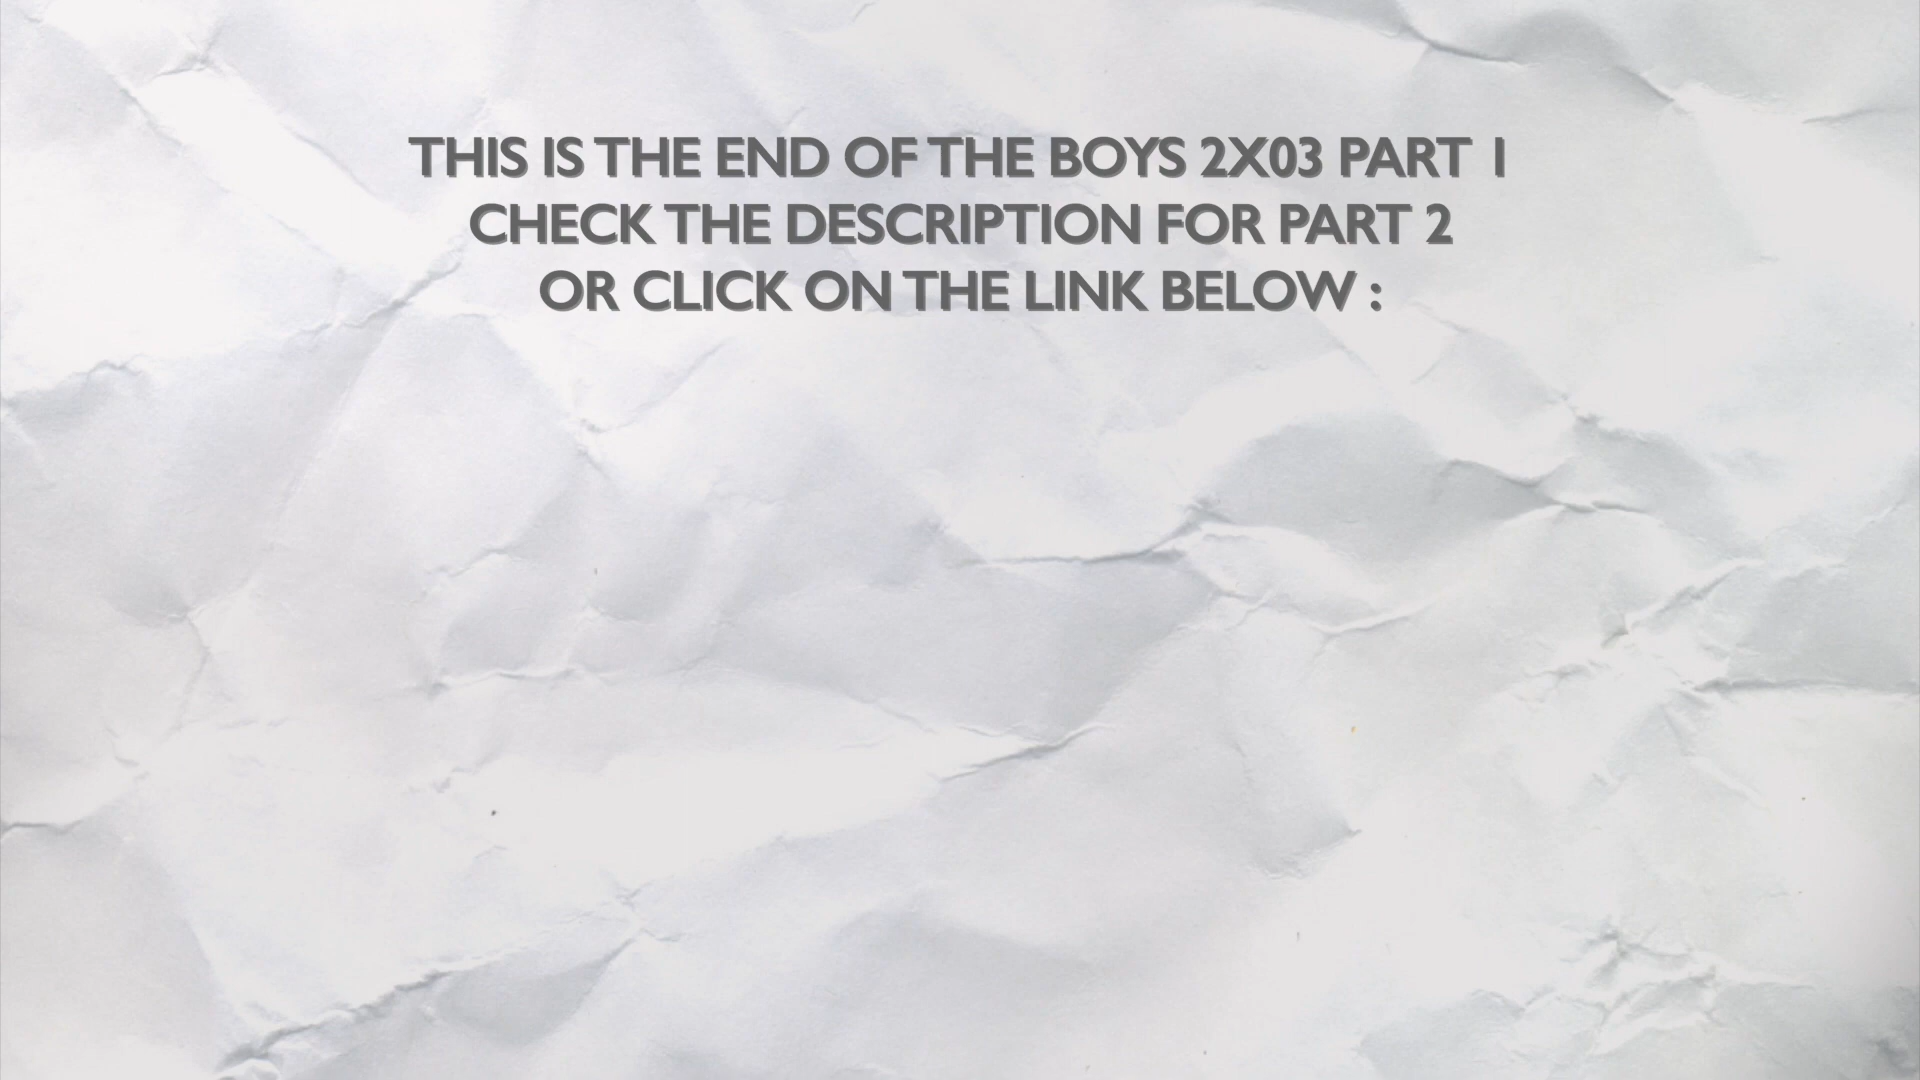 THIS IS THE END OF THE BOYS 2X03 PART 1
CHECK THE DESCRIPTION FOR PART 2
OR CLICK ON THE LINK BELOW :